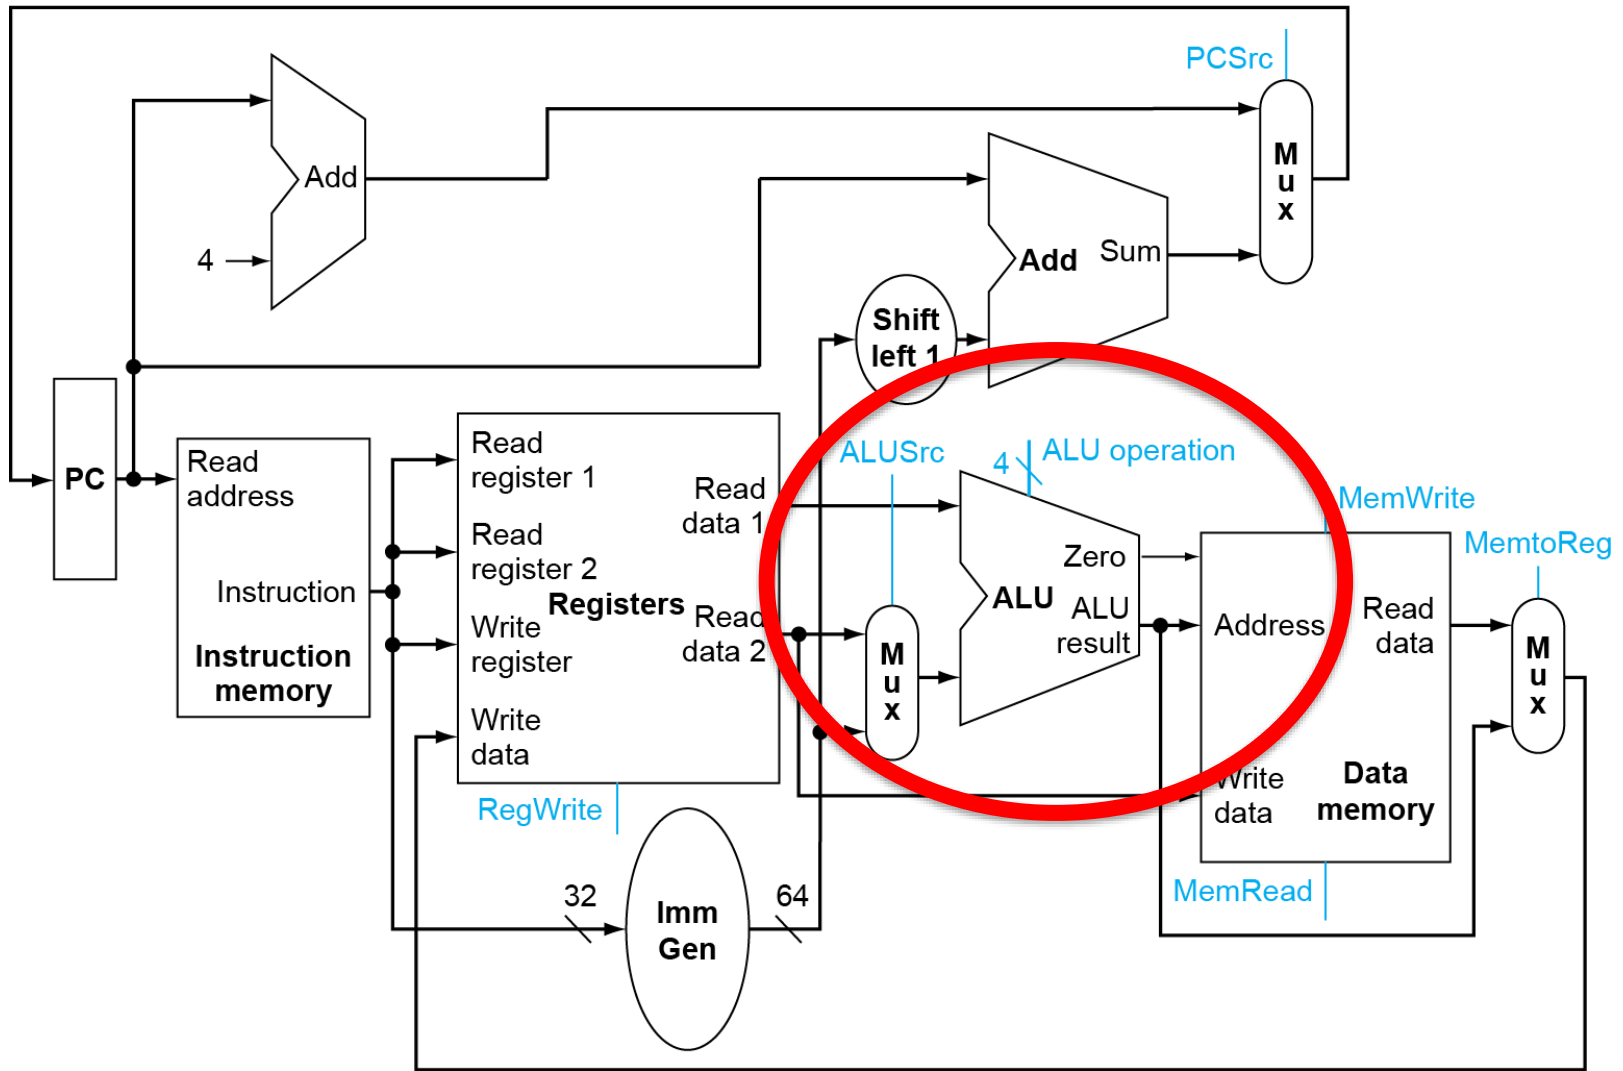 PCSrc
M
u
x
Add
4
Add
Sum
Shift
left 1
PC
Read
address
Instruction
Instruction
memory
Read
register 1
Read
register 2
Write
register
Write
data
Registers
Read
data 1
Read
data 2
RegWrite
ALUSrc
M
u
x
4
ALU operation
Zero
ALU
ALU
result
MemWrite
Address
Read
data
Write
data
Data
memory
MemRead
MemtoReg
M
u
x
32
Imm
Gen
64